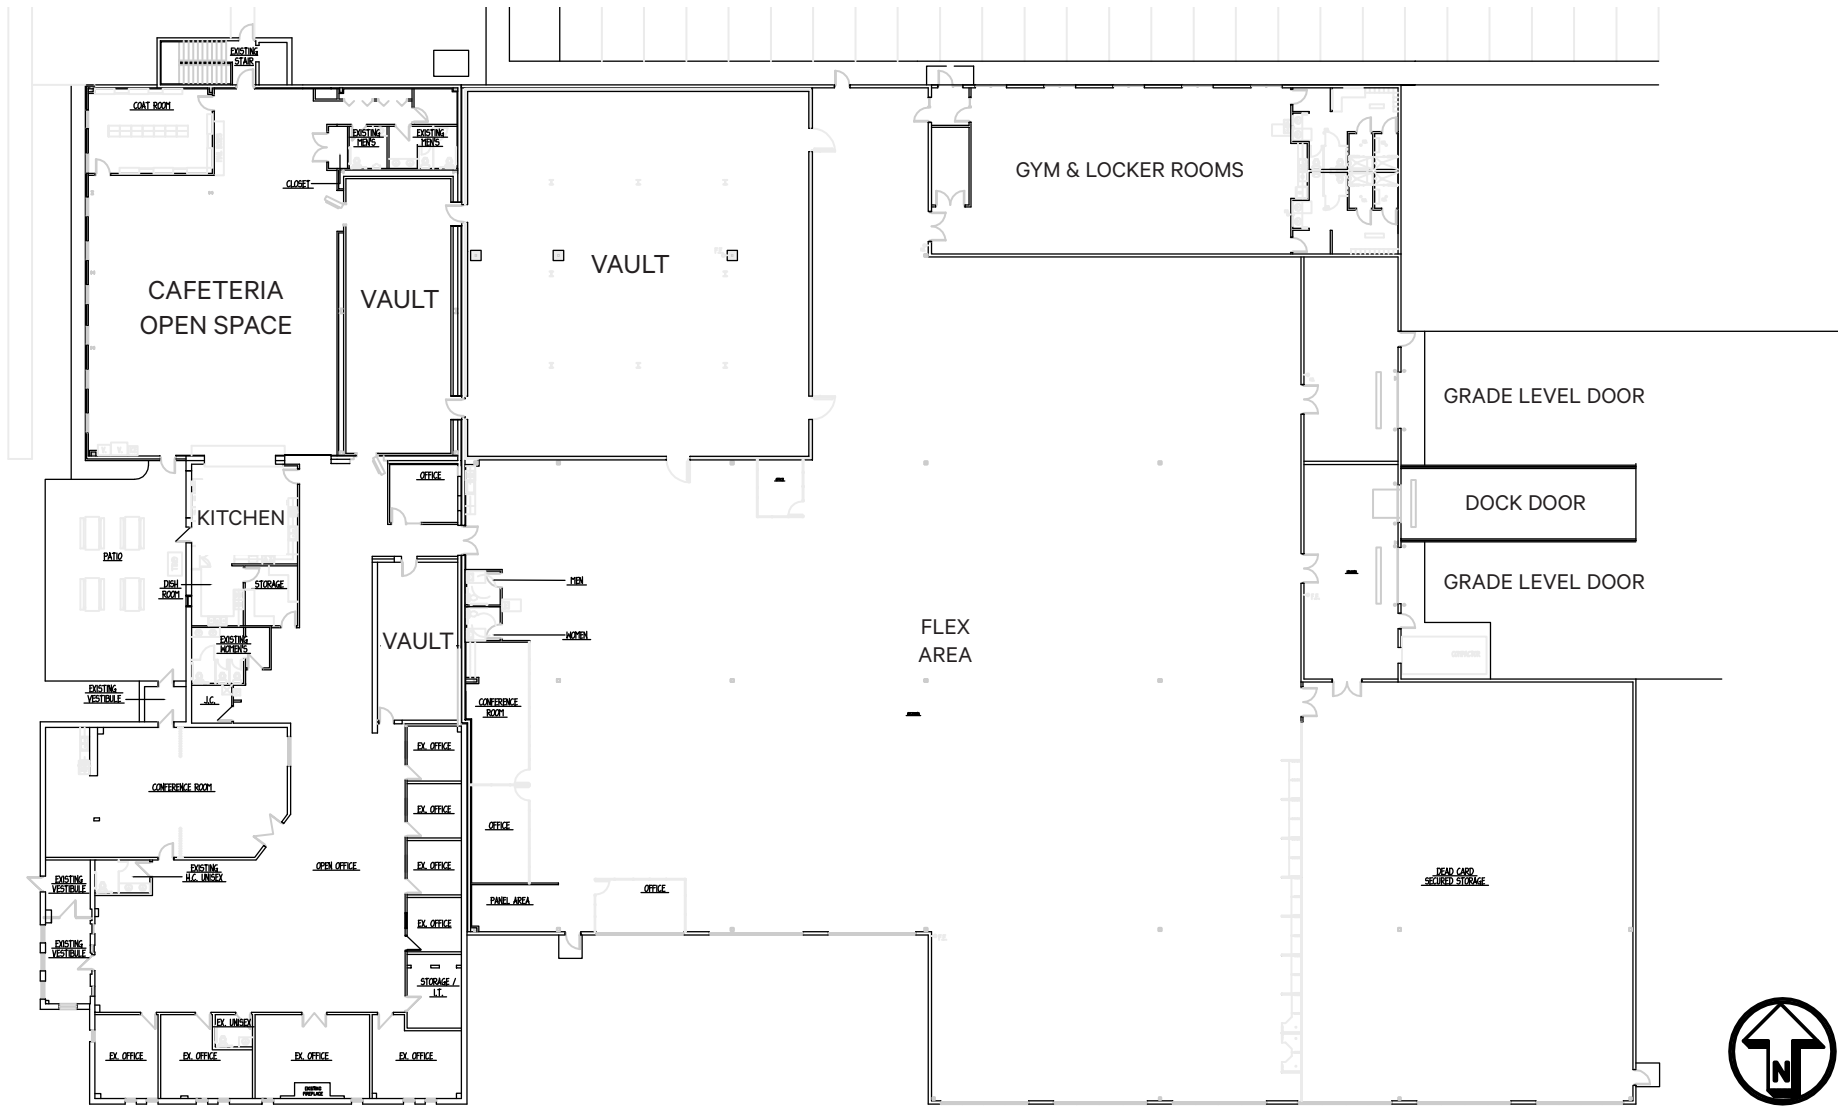 EXISTING
STAIR
COAT ROOM
EXISTING
MEN'S
EXISTING
MEN'S
CLOSET
GYM & LOCKER ROOMS
VAULT
CAFETERIA
OPEN SPACE
VAULT
GRADE LEVEL DOOR
OFFICE
DOCK DOOR
KITCHEN
PATIO
DISH
ROOM
STORAGE
MEN
GRADE LEVEL DOOR
WOMEN
EXISTING
WOMEN'S
VAULT
FLEX
AREA
EXISTING
VESTIBULE
J.C.
CONFERENCE
ROOM
EX. OFFICE
CONFERENCE ROOM
EX. OFFICE
OFFICE
OPEN OFFICE
EX. OFFICE
EXISTING
H.C. UNISEX
EXISTING
VESTIBULE
OFFICE
DEAD CARD
SECURED STORAGE
PANEL AREA
EX. OFFICE
EXISTING
VESTIBULE
STORAGE /
I.T.
EX. UNISEX
EX. OFFICE
EX. OFFICE
EX. OFFICE
EX. OFFICE
EXISTING
FIREPLACE
N